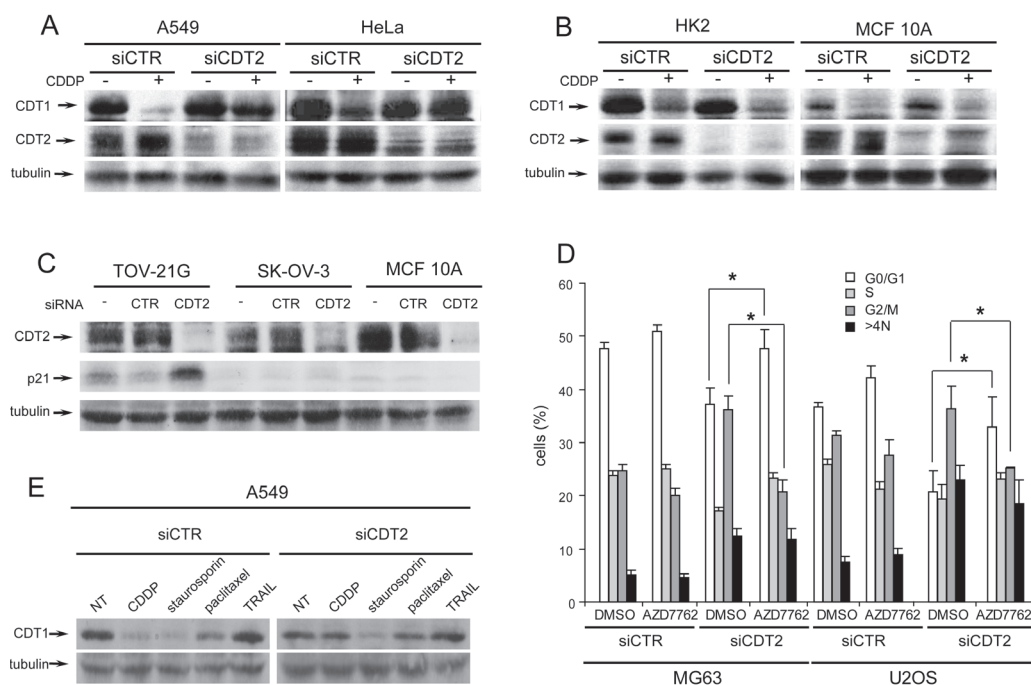 A
A549 HeLa
siCTR siCDT2 siCTR siCDT2
CDDP - + - + - + - +
CDT1
CDT2
tubulin
B
HK2 MCF 10A
siCTR siCDT2 siCTR siCDT2
CDDP - + - + - + - +
CDT1
CDT2
tubulin
C
TOV-21G SK-OV-3 MCF 10A
siRNA - CTR CDT2 - CTR CDT2 - CTR CDT2
CDT2
p21
tubulin
D
G0/G1
S
G2/M
>4N
* * * *
cells (%)
60
50
40
30
20
10
0
DMSO AZD7762 DMSO AZD7762 DMSO AZD7762 DMSO AZD7762
siCTR siCDT2 siCTR siCDT2
MG63 U2OS
E
A549
siCTR siCDT2
NT CDDP staurosporin paclitaxel TRAIL NT CDDP staurosporin paclitaxel TRAIL
CDT1
tubulin